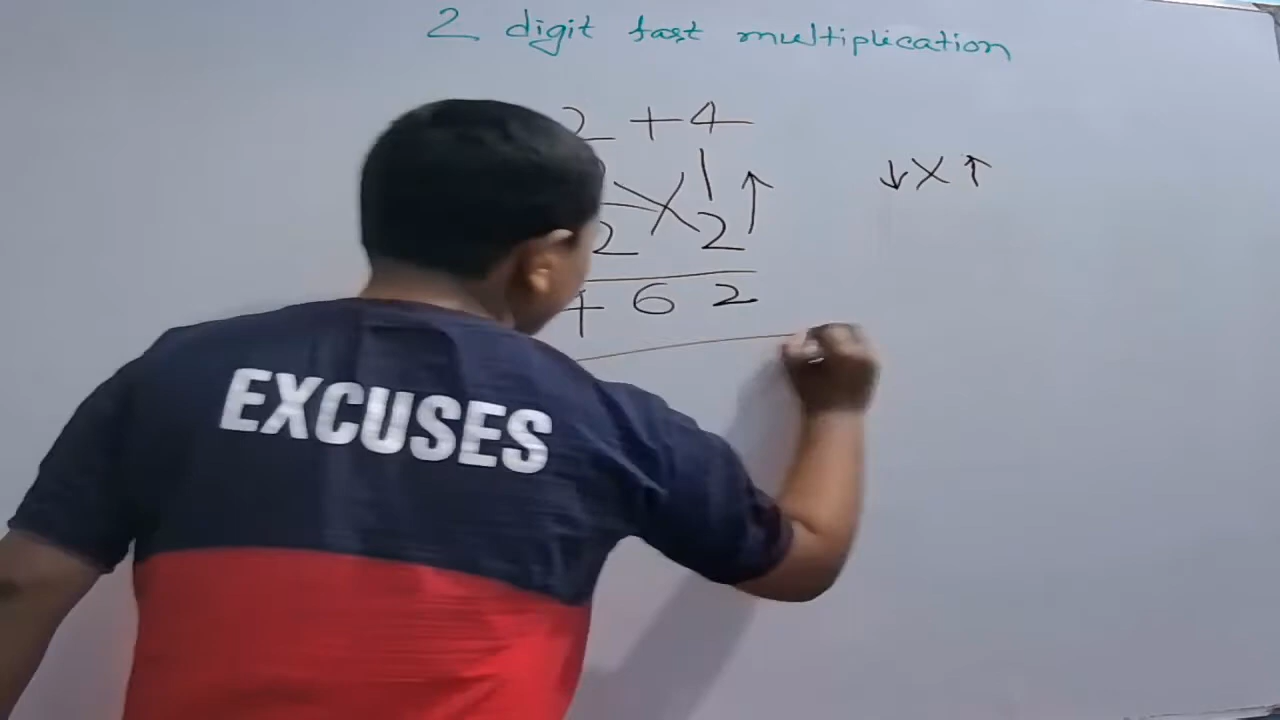 2 digit fast multiplication
2 + 4
↓ X ↑
1 ↑
2 X 2
+ 6 2
EXCUSES